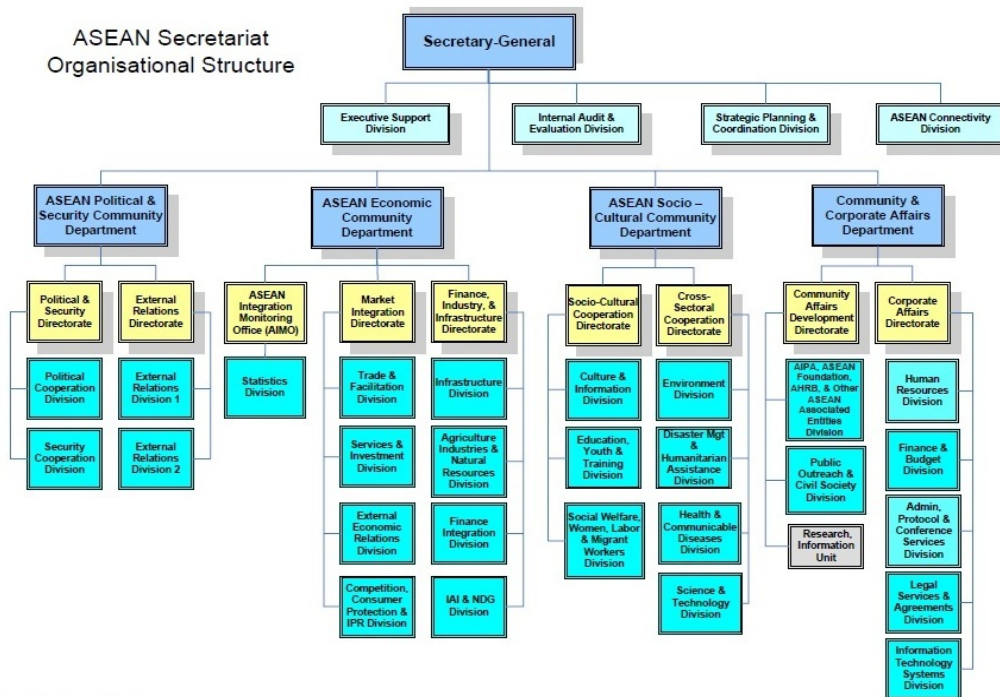 ASEAN Secretariat
Organisational Structure
Secretary-General
Executive Support
Division
Internal Audit &
Evaluation Division
Strategic Planning &
Coordination Division
ASEAN Connectivity
Division
ASEAN Political &
Security Community
Department
ASEAN Economic
Community
Department
ASEAN Socio –
Cultural Community
Department
Community &
Corporate Affairs
Department
Political &
Security
Directorate
External
Relations
Directorate
ASEAN
Integration
Monitoring
Office (AIMO)
Market
Integration
Directorate
Finance,
Industry, &
Infrastructure
Directorate
Socio-Cultural
Cooperation
Directorate
Cross-
Sectoral
Cooperation
Directorate
Community
Affairs
Development
Directorate
Corporate
Affairs
Directorate
Political
Cooperation
Division
Security
Cooperation
Division
External
Relations
Division 1
External
Relations
Division 2
Statistics
Division
Trade &
Facilitation
Division
Services &
Investment
Division
External
Economic
Relations
Division
Competition,
Consumer
Protection &
IPR Division
Infrastructure
Division
Agriculture
Industries &
Natural
Resources
Division
Finance
Integration
Division
IAI & NDG
Division
Culture &
Information
Division
Education,
Youth &
Training
Division
Social Welfare,
Women, Labor
& Migrant
Workers
Division
Environment
Division
Disaster Mgt
&
Humanitarian
Assistance
Division
Health &
Communicable
Diseases
Division
Science &
Technology
Division
AIPA, ASEAN
Foundation,
AHRB, & Other
ASEAN
Associated
Entities
Division
Public
Outreach &
Civil Society
Division
Research,
Information
Unit
Human
Resources
Division
Finance &
Budget
Division
Admin,
Protocol &
Conference
Services
Division
Legal
Services &
Agreements
Division
Information
Technology
Systems
Division